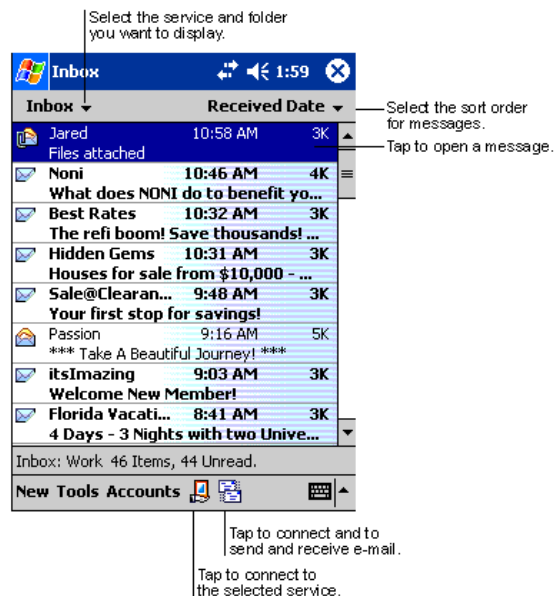 Select the service and folder
you want to display.
Inbox 1:59
Inbox Received Date
Select the sort order
for messages.
Jared 10:58 AM 3K
Files attached
Tap to open a message.
Noni 10:46 AM 4K
What does NONI do to benefit yo...
Best Rates 10:32 AM 3K
The refi boom! Save thousands! ...
Hidden Gems 10:31 AM 3K
Houses for sale from $10,000 - ...
Sale@Clearan... 9:48 AM 3K
Your first stop for savings!
Passion 9:16 AM 5K
*** Take A Beautiful Journey! ***
itsImazing 9:03 AM 3K
Welcome New Member!
Florida Vacati... 8:41 AM 3K
4 Days - 3 Nights with two Unive...
Inbox: Work 46 Items, 44 Unread.
New Tools Accounts
Tap to connect and to
send and receive e-mail.
Tap to connect to
the selected service.